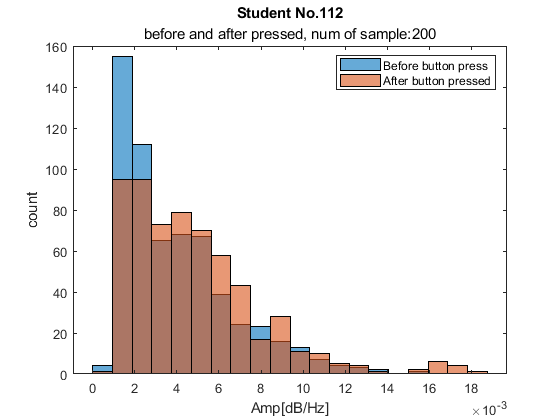 Student No.112
before and after pressed, num of sample:200
160
140
120
100
80
60
40
20
0
count
Before button press
After button pressed
0 2 4 6 8 10 12 14 16 18
Amp[dB/Hz]
×10⁻³